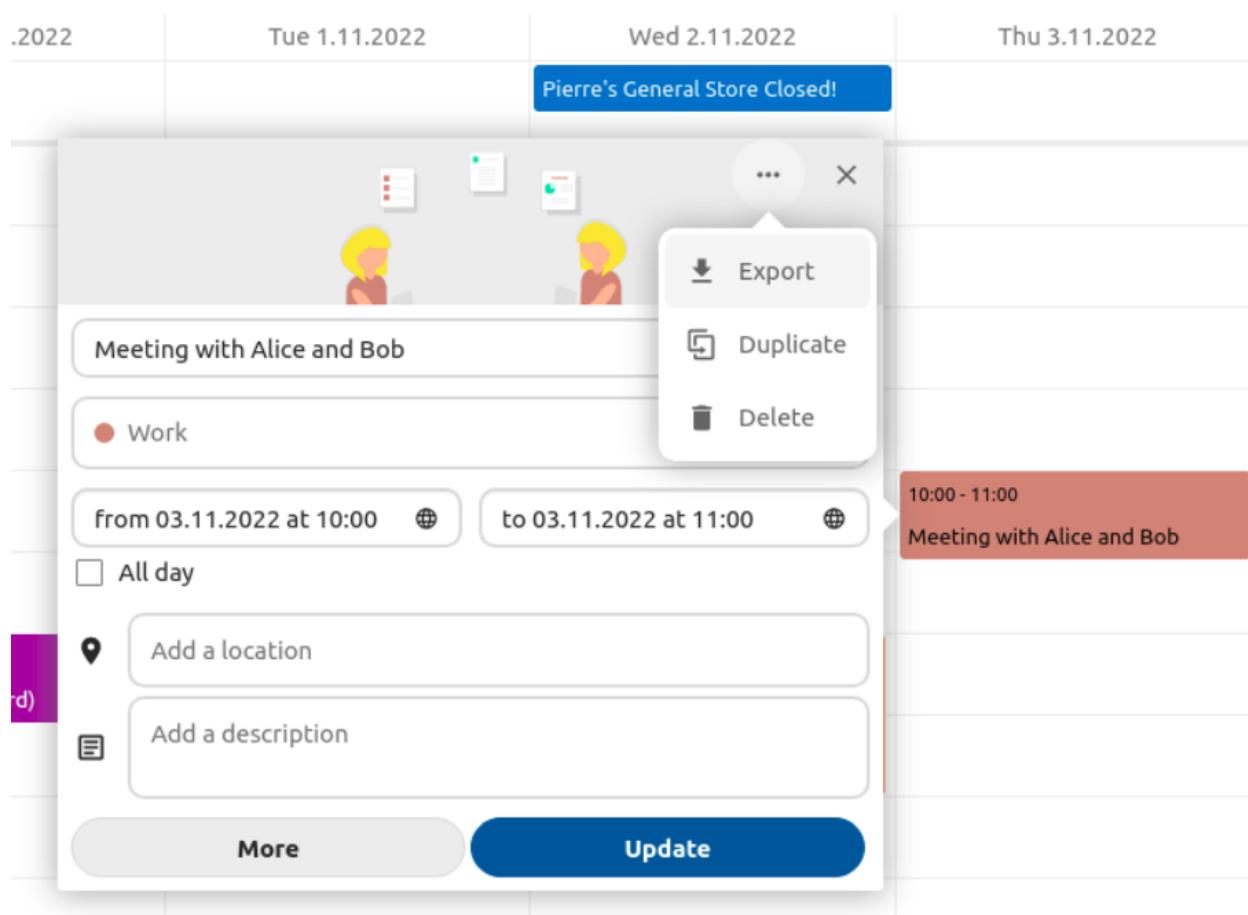 .2022
Tue 1.11.2022
Wed 2.11.2022
Thu 3.11.2022
Pierre's General Store Closed!
Export
Duplicate
Delete
Meeting with Alice and Bob
Work
from 03.11.2022 at 10:00
to 03.11.2022 at 11:00
All day
10:00 - 11:00
Meeting with Alice and Bob
Add a location
rd)
Add a description
More
Update